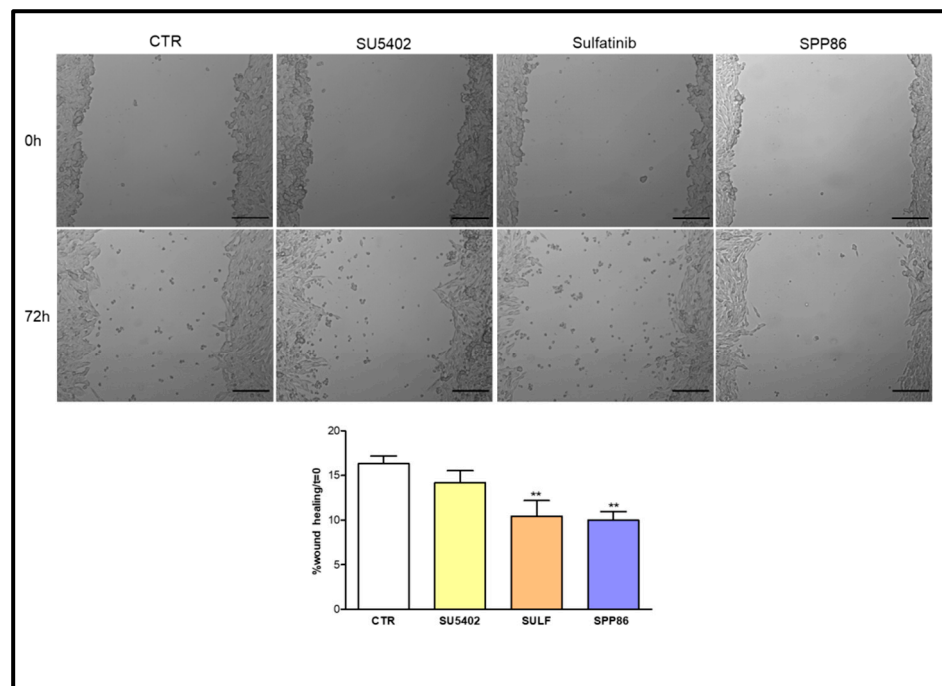 CTR SU5402 Sulfatinib SPP86
0h
72h
20
15
10
5
0
%wound healing/t=0
** **
CTR SU5402 SULF SPP86